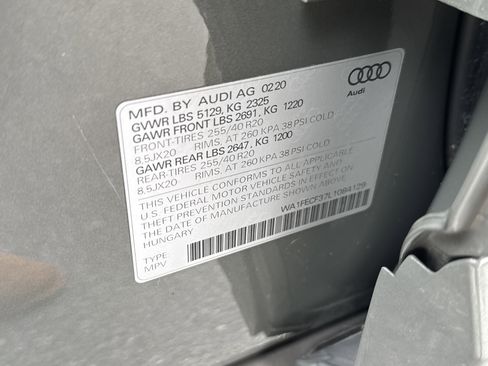 MFD. BY AUDI AG 02 20
GVWR LBS 5129, KG 2325
GAWR FRONT LBS 2691, KG 1220
FRONT-TIRES 255/40 R20
8.5JX20 RIMS, AT 260 KPA 38 PSI COLD
GAWR REAR LBS 2647, KG 1200
REAR-TIRES 255/40 R20
8.5JX20 RIMS, AT 260 KPA 38 PSI COLD
THIS VEHICLE CONFORMS TO ALL APPLICABLE
U.S. FEDERAL MOTOR VEHICLE SAFETY AND
THEFT PREVENTION STANDARDS IN EFFECT ON
THE DATE OF MANUFACTURE SHOWN ABOVE.
HUNGARY
WA1FECF37L1094129
TYPE:
MPV
Audi